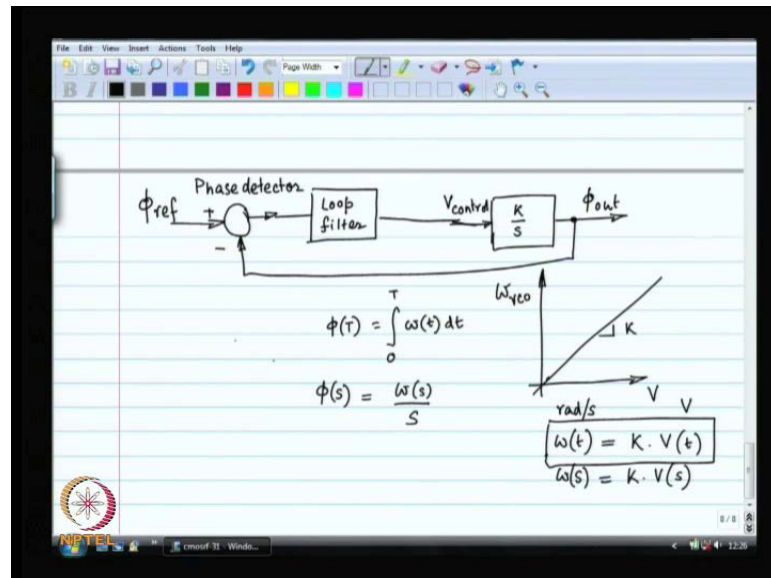 File Edit View Insert Actions Tools Help
Page Width
B I
Phase detector
ϕref + −
Loop filter
Vcontrol
K/s
ϕout
ωvco
K
V
ϕ(T) = ∫₀ᵀ ω(t) dt
ϕ(s) = ω(s)/S
rad/s V
ω(t) = K . V(t)
ω(s) = K . V(s)
8/8
NPTEL
cmosrf-31 - Windo...
12:26